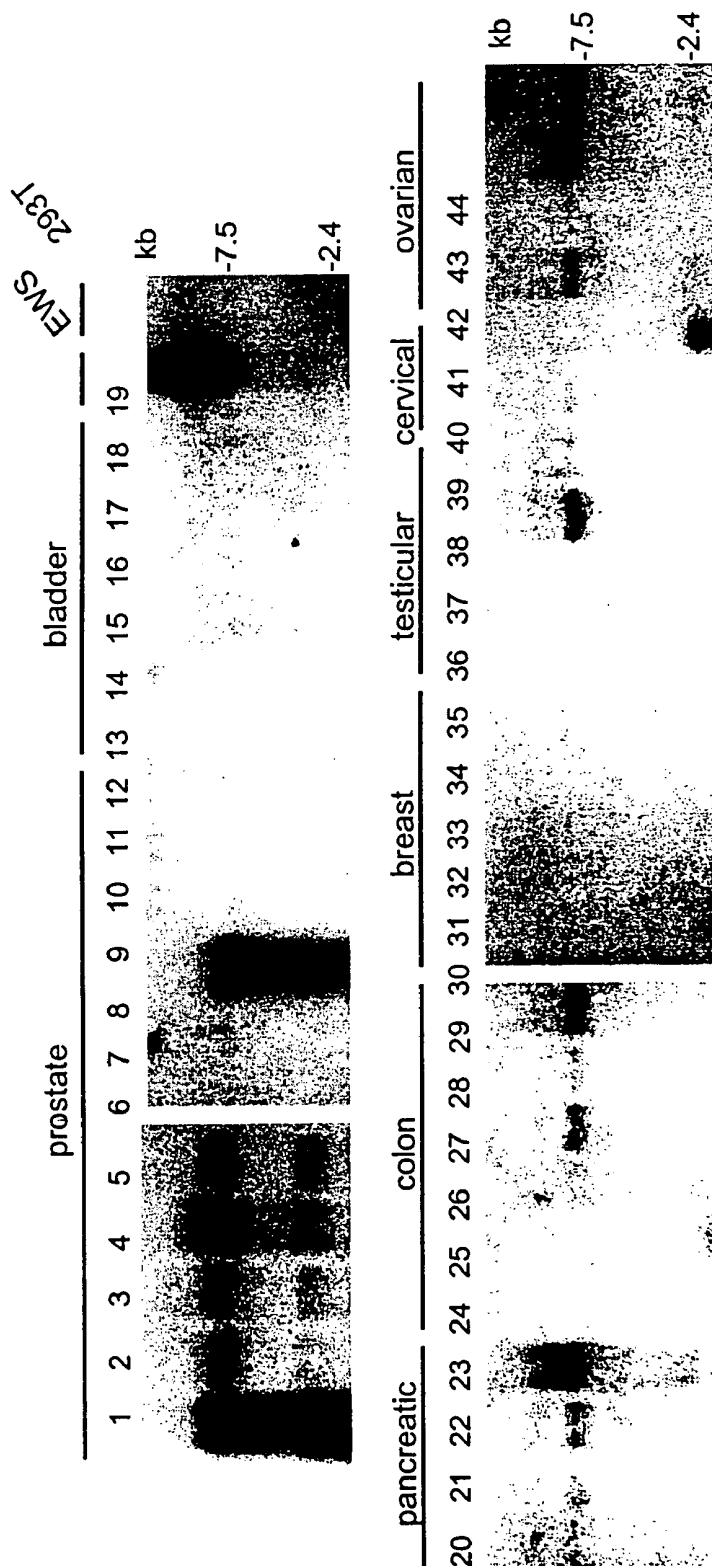 prostate bladder EWS 293T
1 2 3 4 5 6 7 8 9 10 11 12 13 14 15 16 17 18 19
kb
-7.5
-2.4
pancreatic colon breast testicular cervical ovarian
20 21 22 23 24 25 26 27 28 29 30 31 32 33 34 35 36 37 38 39 40 41 42 43 44
kb
-7.5
-2.4